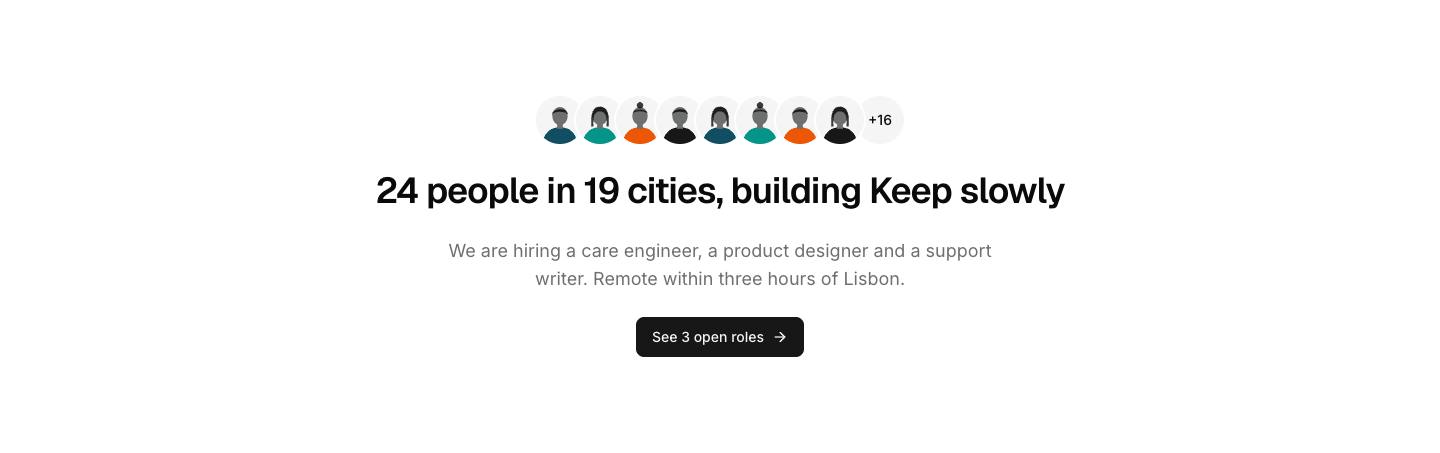 +16
24 people in 19 cities, building Keep slowly
We are hiring a care engineer, a product designer and a support
writer. Remote within three hours of Lisbon.
See 3 open roles